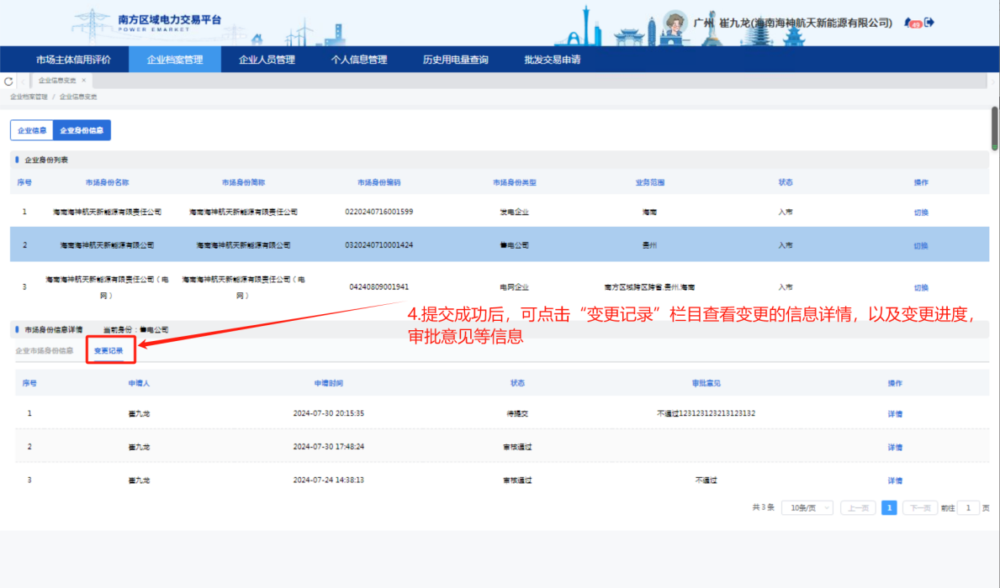 南方区域电力交易平台
POWER EMARKET
广州 崔九龙(海南海神航天新能源有限公司)
49
市场主体信用评价 企业档案管理 企业人员管理 个人信息管理 历史用电量查询 批发交易申请
企业信息变更 ×
企业档案管理 / 企业信息变更
企业信息 企业身份信息
企业身份列表
序号 市场身份名称 市场身份简称 市场身份编码 市场身份类型 业务范围 状态 操作
1 海南海神航天新能源有限责任公司 海南海神航天新能源有限责任公司 0220240716001599 发电企业 海南 入市 切换
2 海南海神航天新能源有限公司 海南海神航天新能源有限公司 0320240710001424 售电公司 贵州 入市 切换
3 海南海神航天新能源有限责任公司（电网） 海南海神航天新能源有限责任公司（电网） 04240809001941 电网企业 南方区域跨区跨省,贵州,海南 入市 切换
4.提交成功后，可点击“变更记录”栏目查看变更的信息详情，以及变更进度，
审批意见等信息
市场身份信息详情 当前身份：售电公司
企业市场身份信息 变更记录
序号 申请人 申请时间 状态 审批意见 操作
1 崔九龙 2024-07-30 20:15:35 待提交 不通过123123123213123132 详情
2 崔九龙 2024-07-30 17:48:24 审核通过 详情
3 崔九龙 2024-07-24 14:38:13 审核通过 不通过 详情
共 3 条 10条/页 上一页 1 下一页 前往 1 页